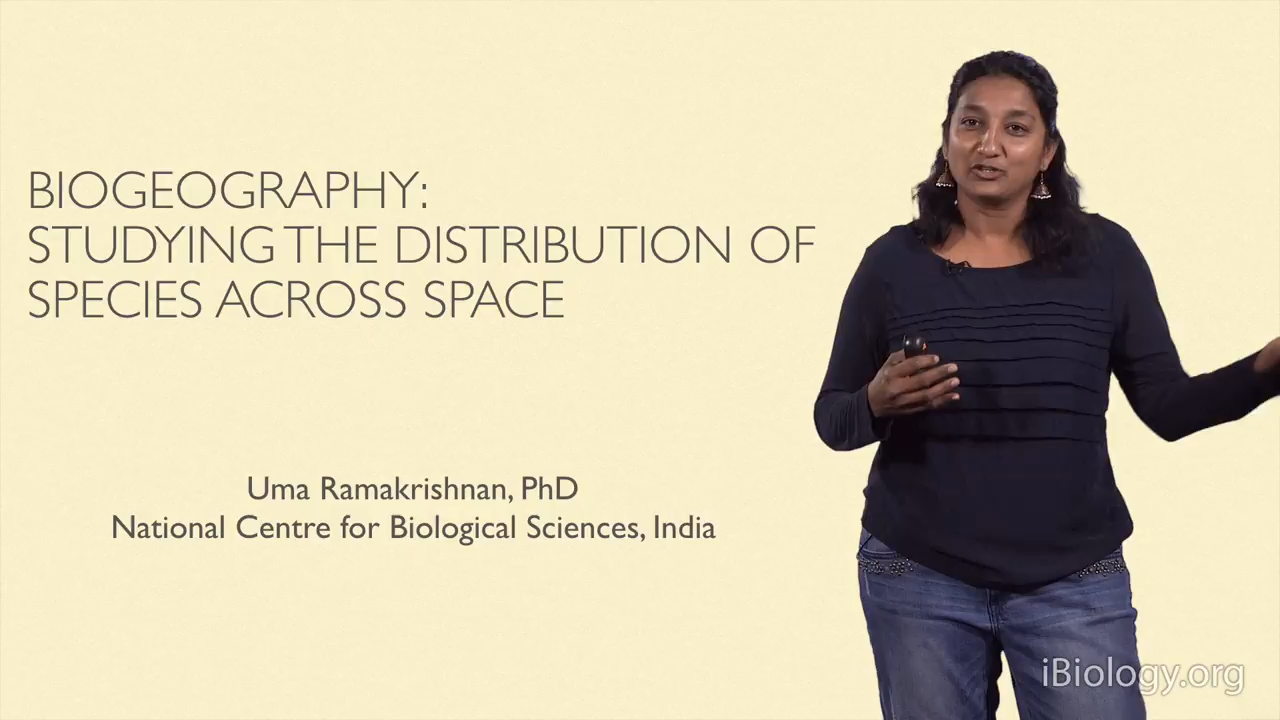 BIOGEOGRAPHY:
STUDYING THE DISTRIBUTION OF
SPECIES ACROSS SPACE
Uma Ramakrishnan, PhD
National Centre for Biological Sciences, India
iBiology.org